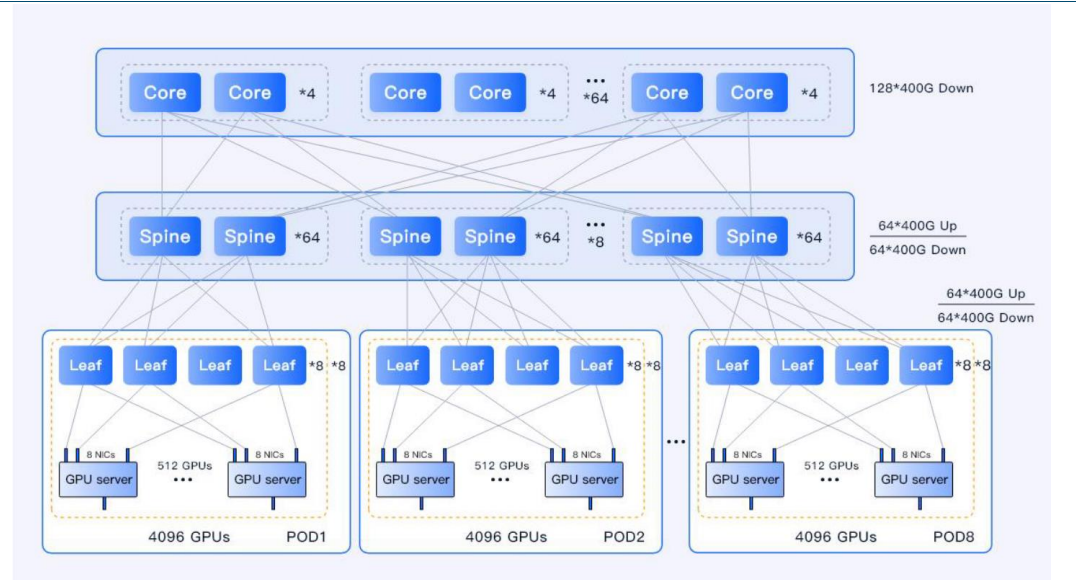 Core Core *4 Core Core *4 ... *64 Core Core *4
128*400G Down
Spine Spine *64 Spine Spine *64 ... *8 Spine Spine *64
64*400G Up
64*400G Down
64*400G Up
64*400G Down
Leaf Leaf Leaf Leaf *8 *8
8 NICs 8 NICs
GPU server 512 GPUs ... GPU server
4096 GPUs POD1
Leaf Leaf Leaf Leaf *8 *8
8 NICs 8 NICs
GPU server 512 GPUs ... GPU server
4096 GPUs POD2
...
Leaf Leaf Leaf Leaf *8 *8
8 NICs 8 NICs
GPU server 512 GPUs ... GPU server
4096 GPUs POD8